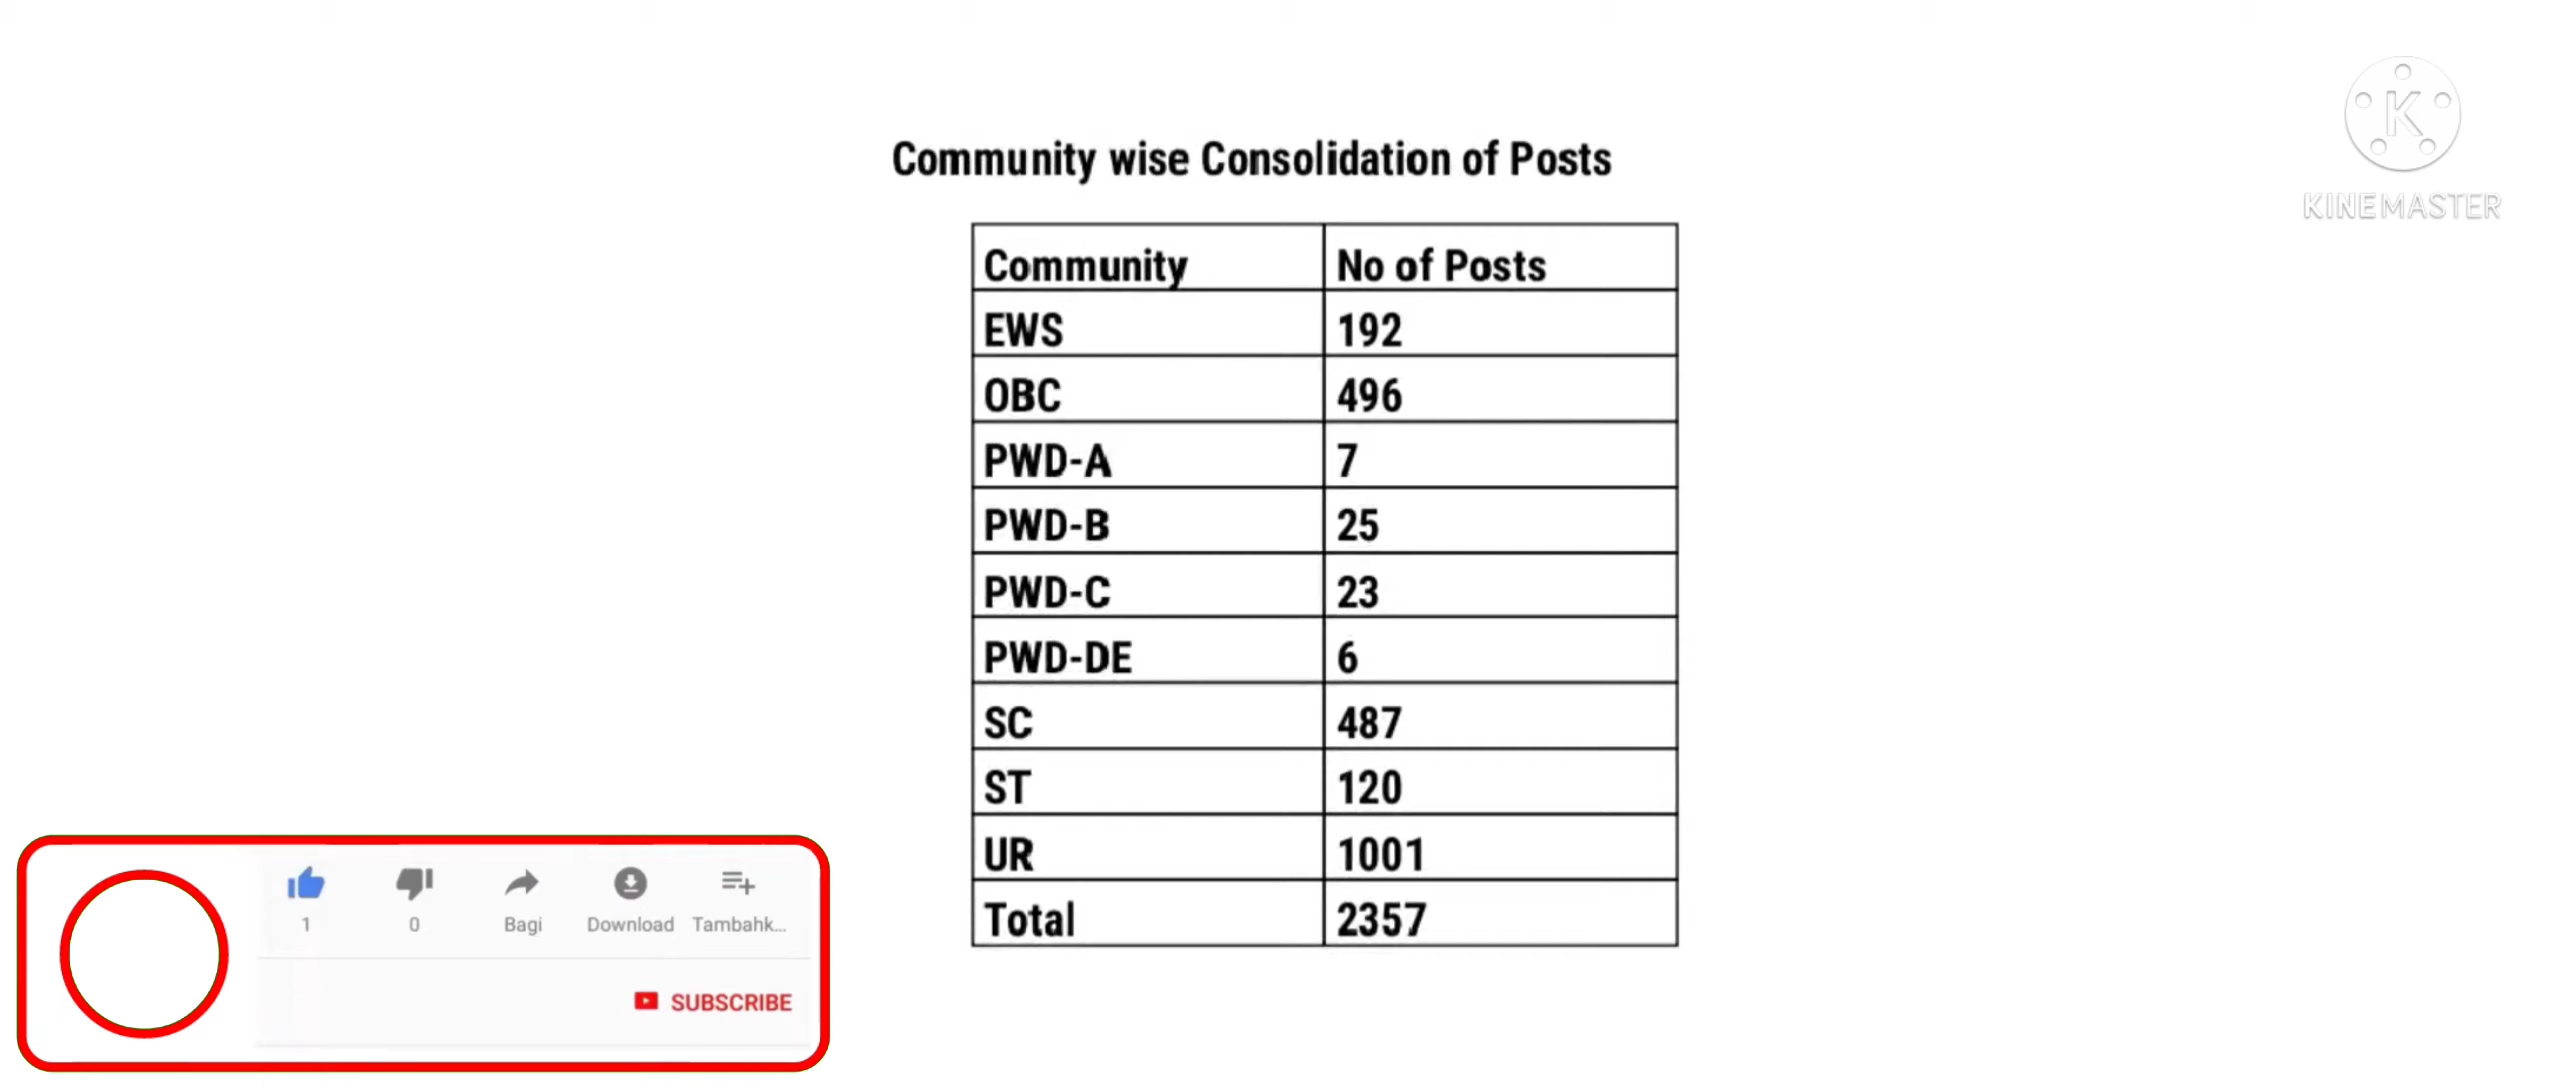 Community wise Consolidation of Posts
KINEMASTER
Community No of Posts
EWS 192
OBC 496
PWD-A 7
PWD-B 25
PWD-C 23
PWD-DE 6
SC 487
ST 120
UR 1001
Total 2357
1 0 Bagi Download Tambahk...
SUBSCRIBE